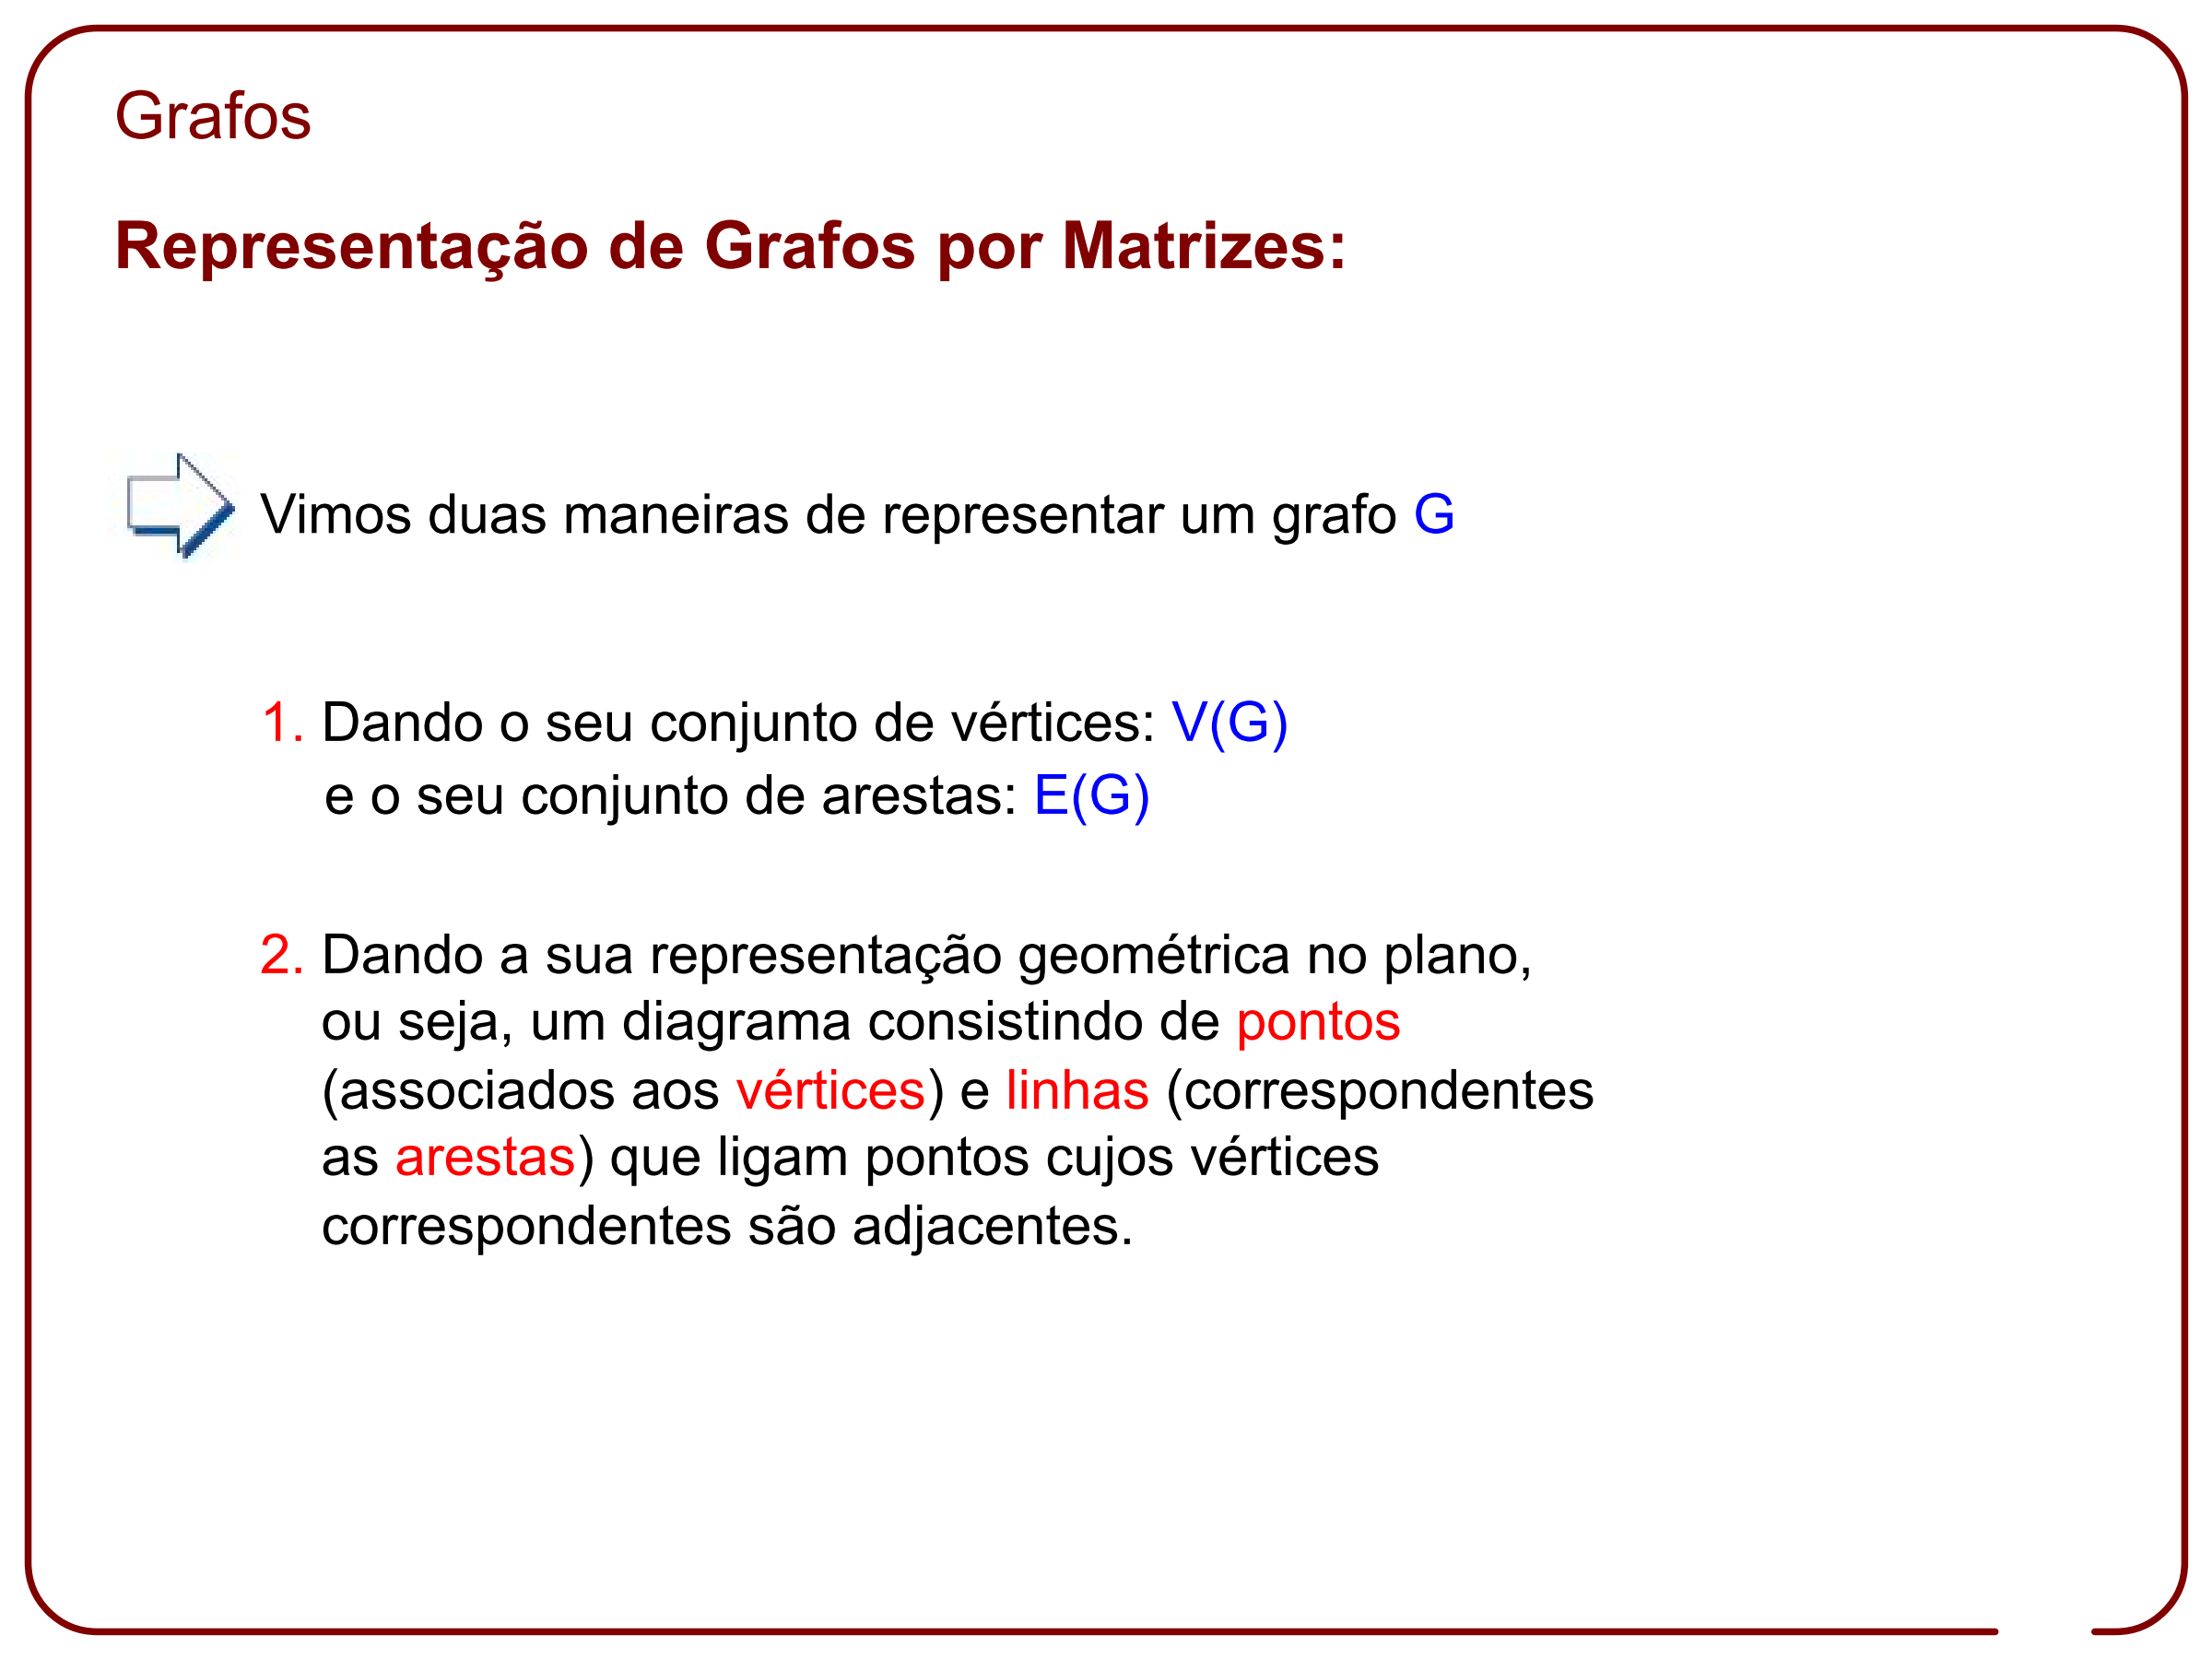 Grafos
Representação de Grafos por Matrizes:
Vimos duas maneiras de representar um grafo G
1. Dando o seu conjunto de vértices: V(G)
e o seu conjunto de arestas: E(G)
2. Dando a sua representação geométrica no plano,
ou seja, um diagrama consistindo de pontos
(associados aos vértices) e linhas (correspondentes
as arestas) que ligam pontos cujos vértices
correspondentes são adjacentes.